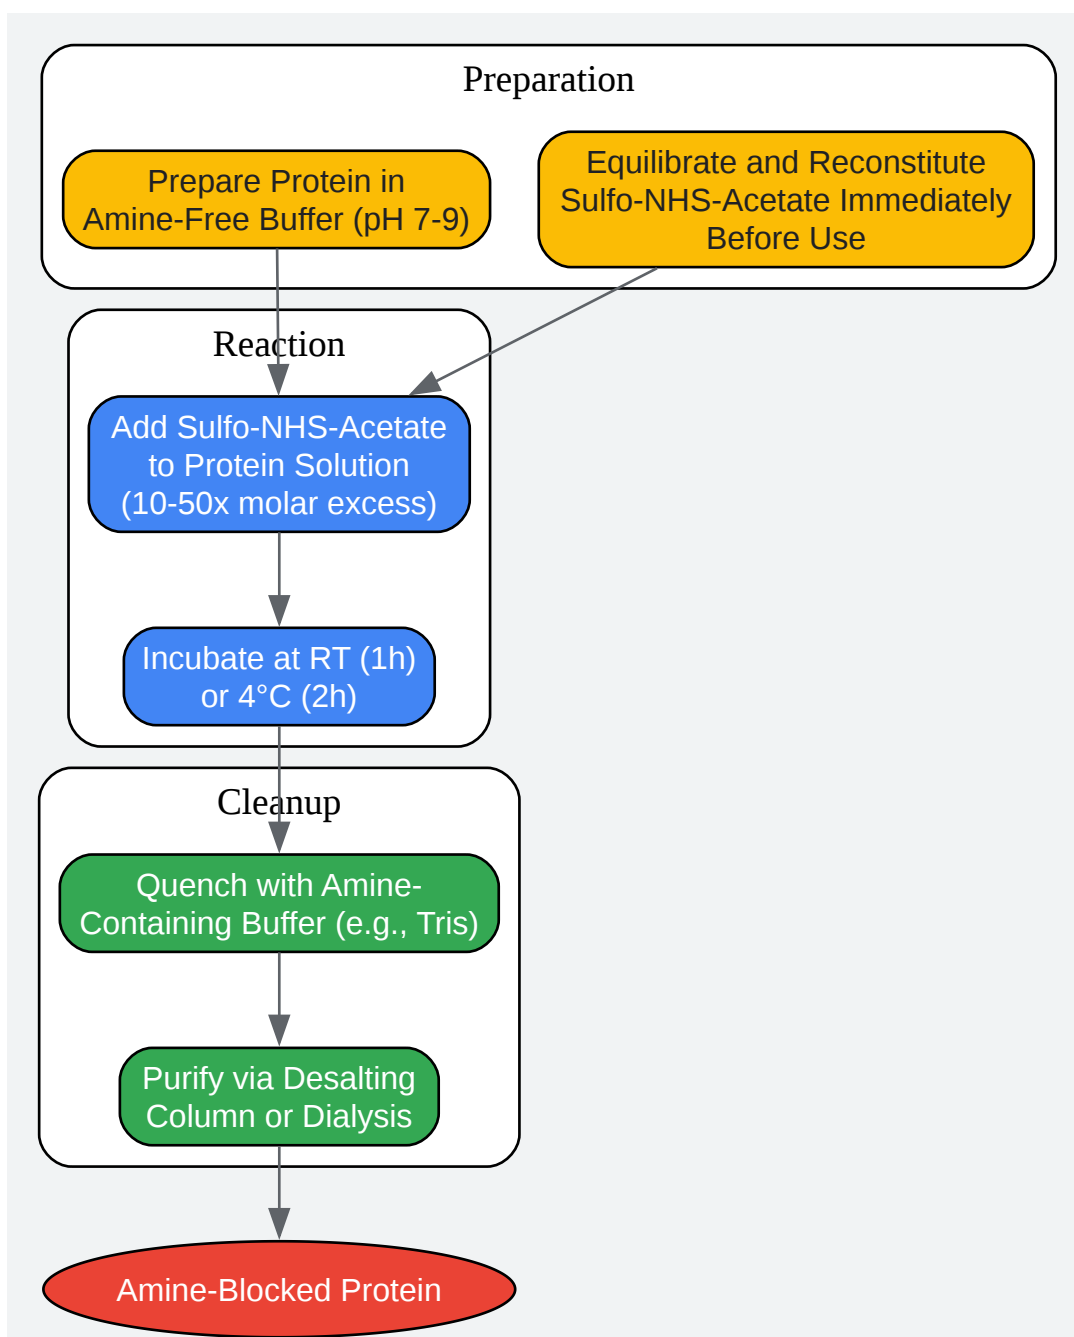 Preparation
Prepare Protein in
Amine-Free Buffer (pH 7-9)
Equilibrate and Reconstitute
Sulfo-NHS-Acetate Immediately
Before Use
Reaction
Add Sulfo-NHS-Acetate
to Protein Solution
(10-50x molar excess)
Incubate at RT (1h)
or 4°C (2h)
Cleanup
Quench with Amine-
Containing Buffer (e.g., Tris)
Purify via Desalting
Column or Dialysis
Amine-Blocked Protein